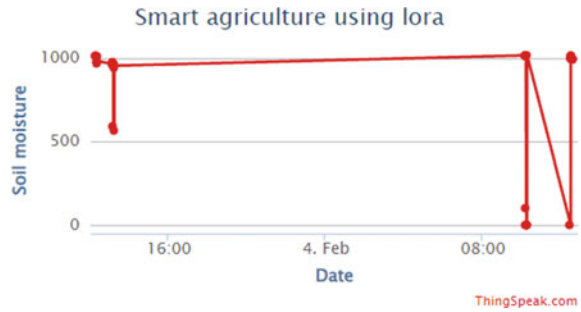 Smart agriculture using lora
Soil moisture
1000
500
0
16:00 4. Feb 08:00
Date
ThingSpeak.com